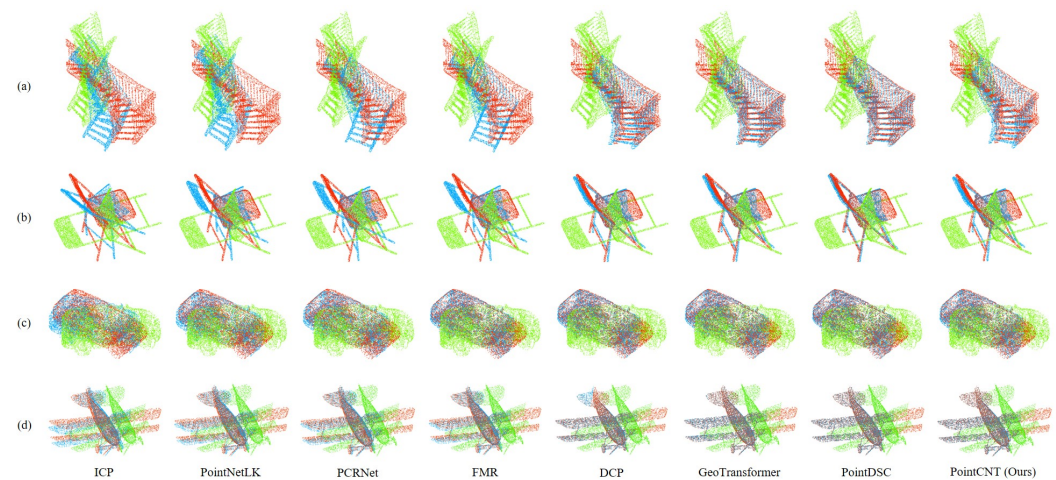 (a)
(b)
(c)
(d)
ICP PointNetLK PCRNet FMR DCP GeoTransformer PointDSC PointCNT (Ours)